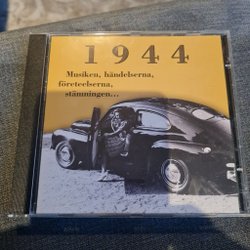 1944
Musiken, händelserna,
företeelserna,
stämningen...